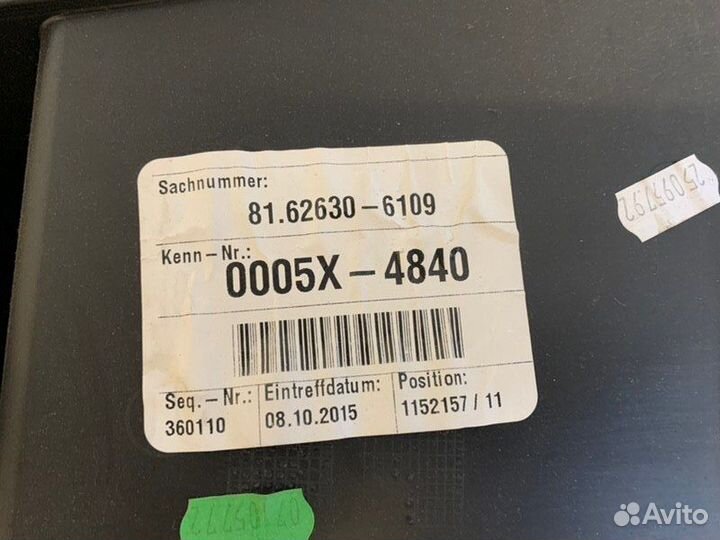 Sachnummer:
81.62630-6109
Kenn-Nr.:
0005X-4840
Seq.-Nr.:
360110
Eintreffdatum:
08.10.2015
Position:
1152157 / 11
25095792
Avito